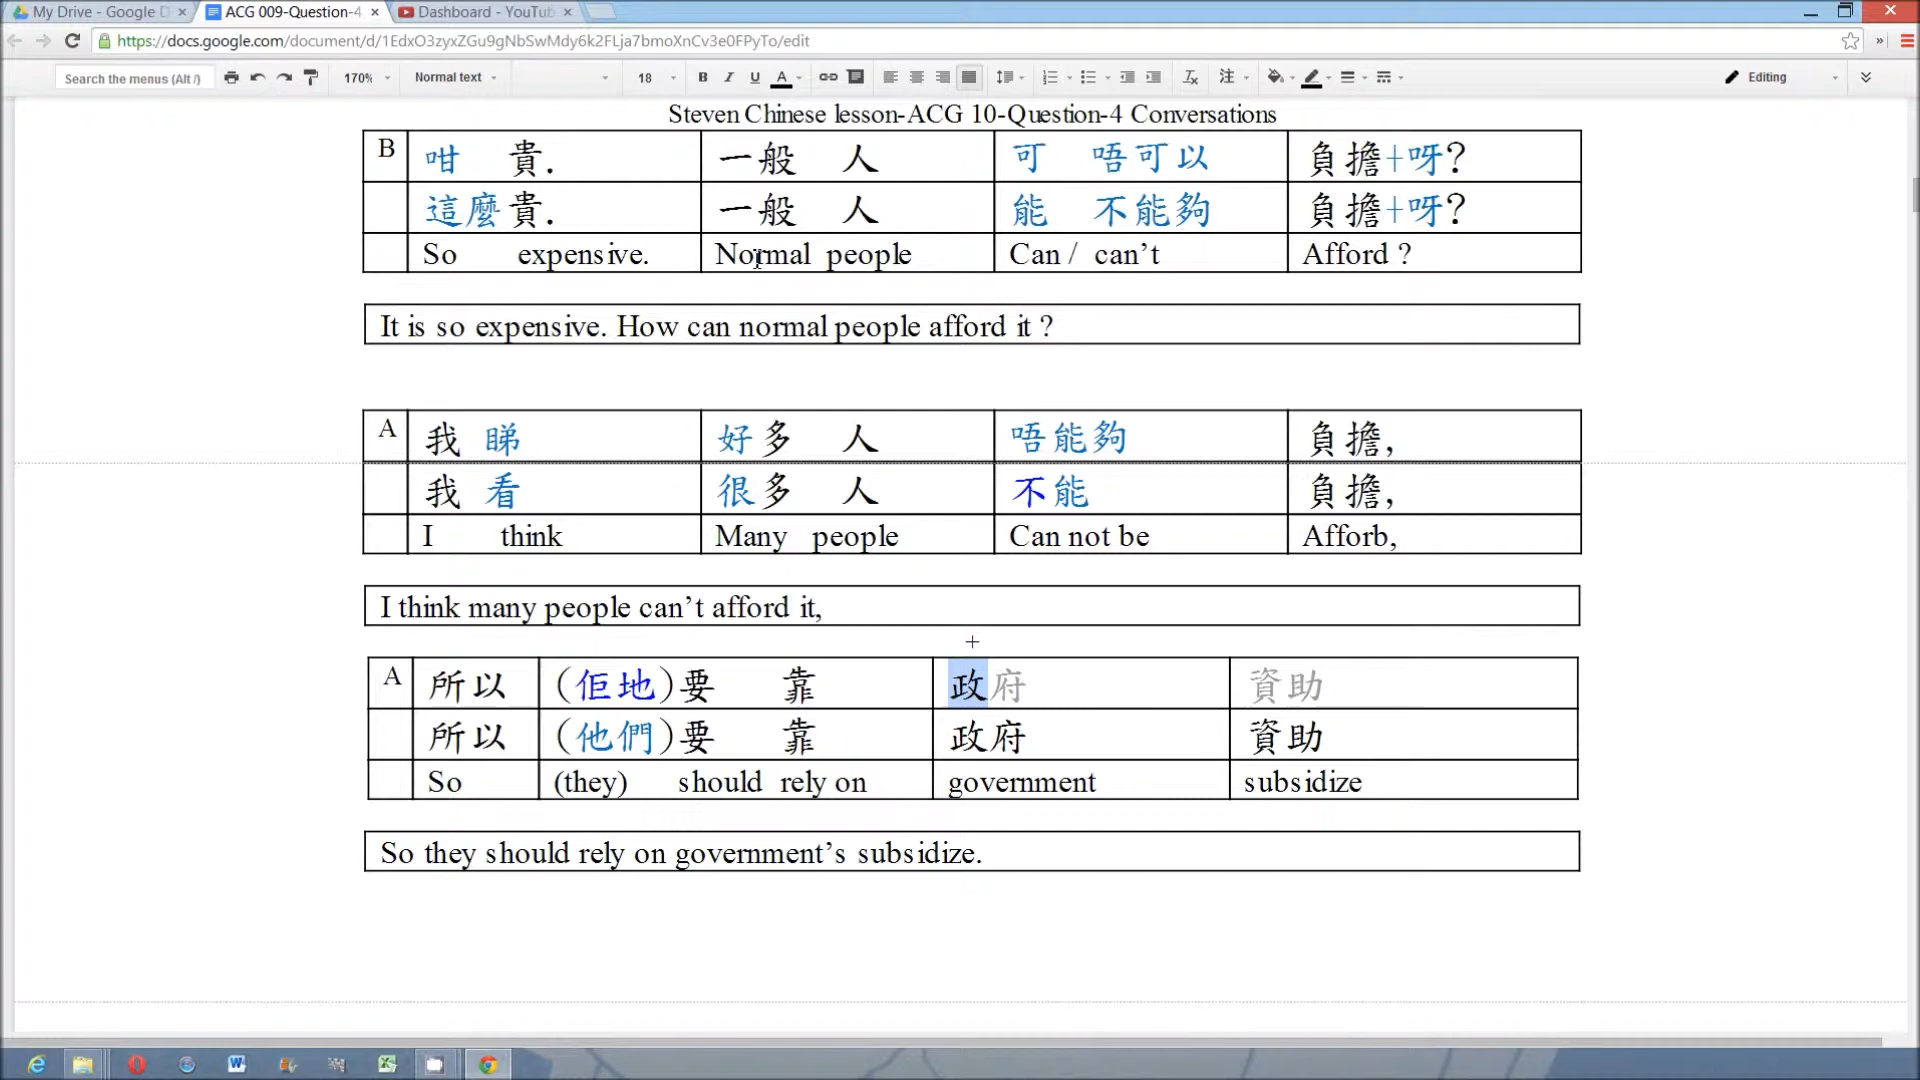 My Drive - Google D
ACG 009-Question-4
Dashboard - YouTub
https://docs.google.com/document/d/1EdxO3zyxZGu9gNbSwMdy6k2FLja7bmoXnCv3e0FPyTo/edit
Search the menus (Alt /) 170% Normal text 18 B I U A 注 Editing
Steven Chinese lesson-ACG 10-Question-4 Conversations
B 咁 貴. 一般 人 可 唔可以 負擔+呀?
這麼貴. 一般 人 能 不能夠 負擔+呀?
So expensive. Normal people Can / can’t Afford ?
It is so expensive. How can normal people afford it ?
A 我 睇 好多 人 唔能夠 負擔,
我 看 很多 人 不能 負擔,
I think Many people Can not be Afforb,
I think many people can’t afford it,
A 所以 (佢地)要 靠 政府 資助
所以 (他們)要 靠 政府 資助
So (they) should rely on government subsidize
So they should rely on government’s subsidize.